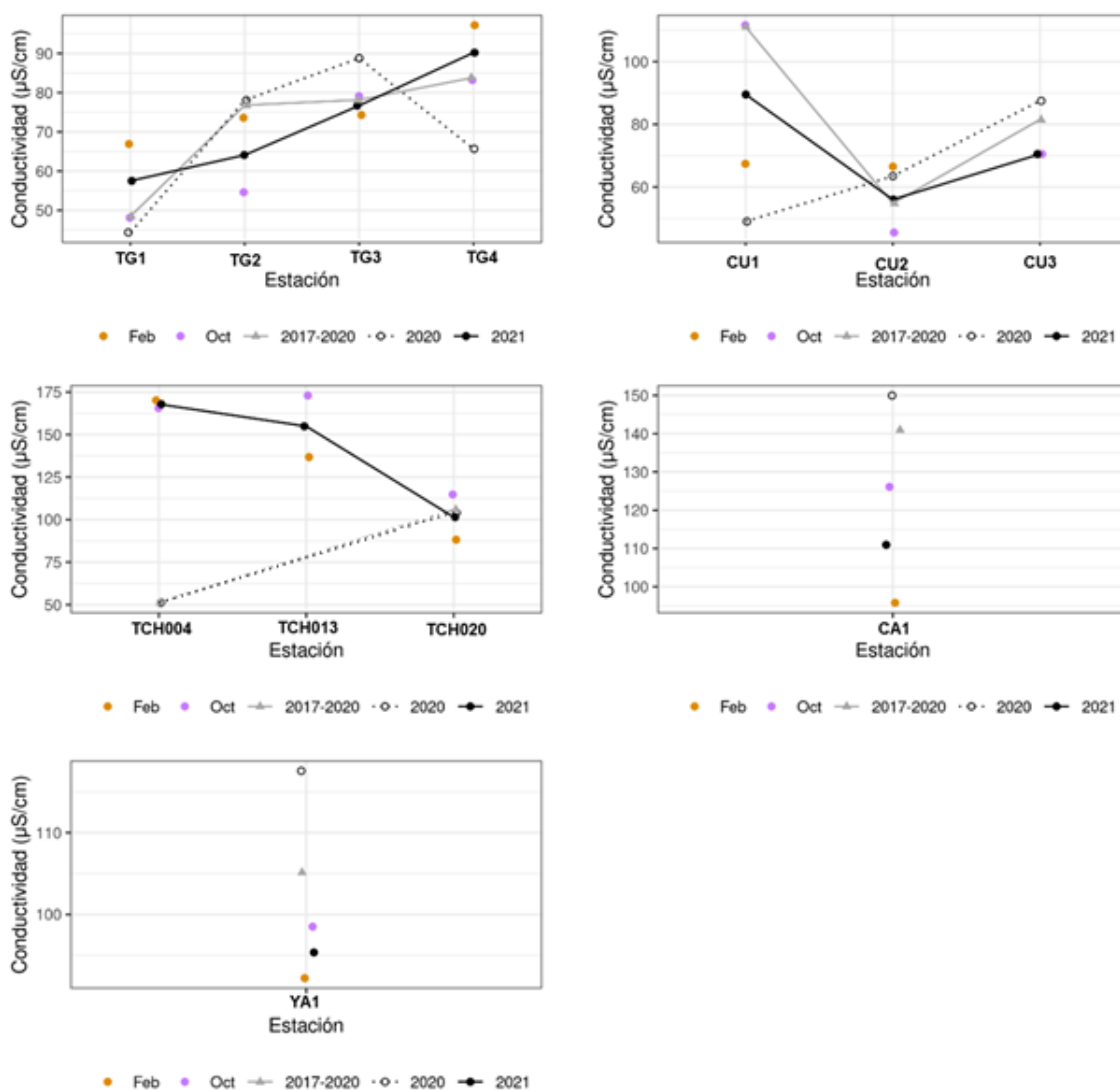 Conductividad (µS/cm)
90
80
70
60
50
TG1 TG2 TG3 TG4
Estación
Feb Oct 2017-2020 2020 2021
Conductividad (µS/cm)
100
80
60
CU1 CU2 CU3
Estación
Feb Oct 2017-2020 2020 2021
Conductividad (µS/cm)
175
150
125
100
75
50
TCH004 TCH013 TCH020
Estación
Feb Oct 2017-2020 2020 2021
Conductividad (µS/cm)
150
140
130
120
110
100
CA1
Estación
Feb Oct 2017-2020 2020 2021
Conductividad (µS/cm)
110
100
YA1
Estación
Feb Oct 2017-2020 2020 2021